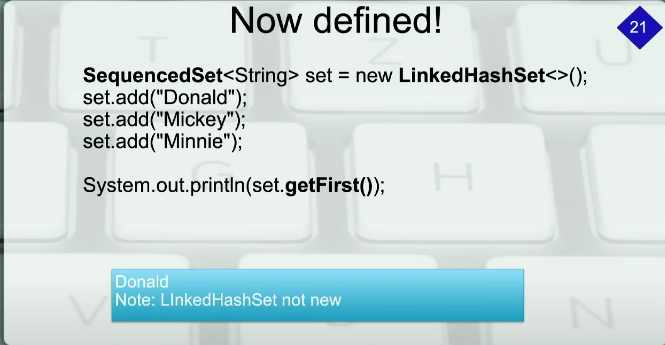 Now defined!
21
SequencedSet<String> set = new LinkedHashSet<>();
set.add("Donald");
set.add("Mickey");
set.add("Minnie");
System.out.println(set.getFirst());
Donald
Note: LInkedHashSet not new
T
Z
U
G
H
V
N